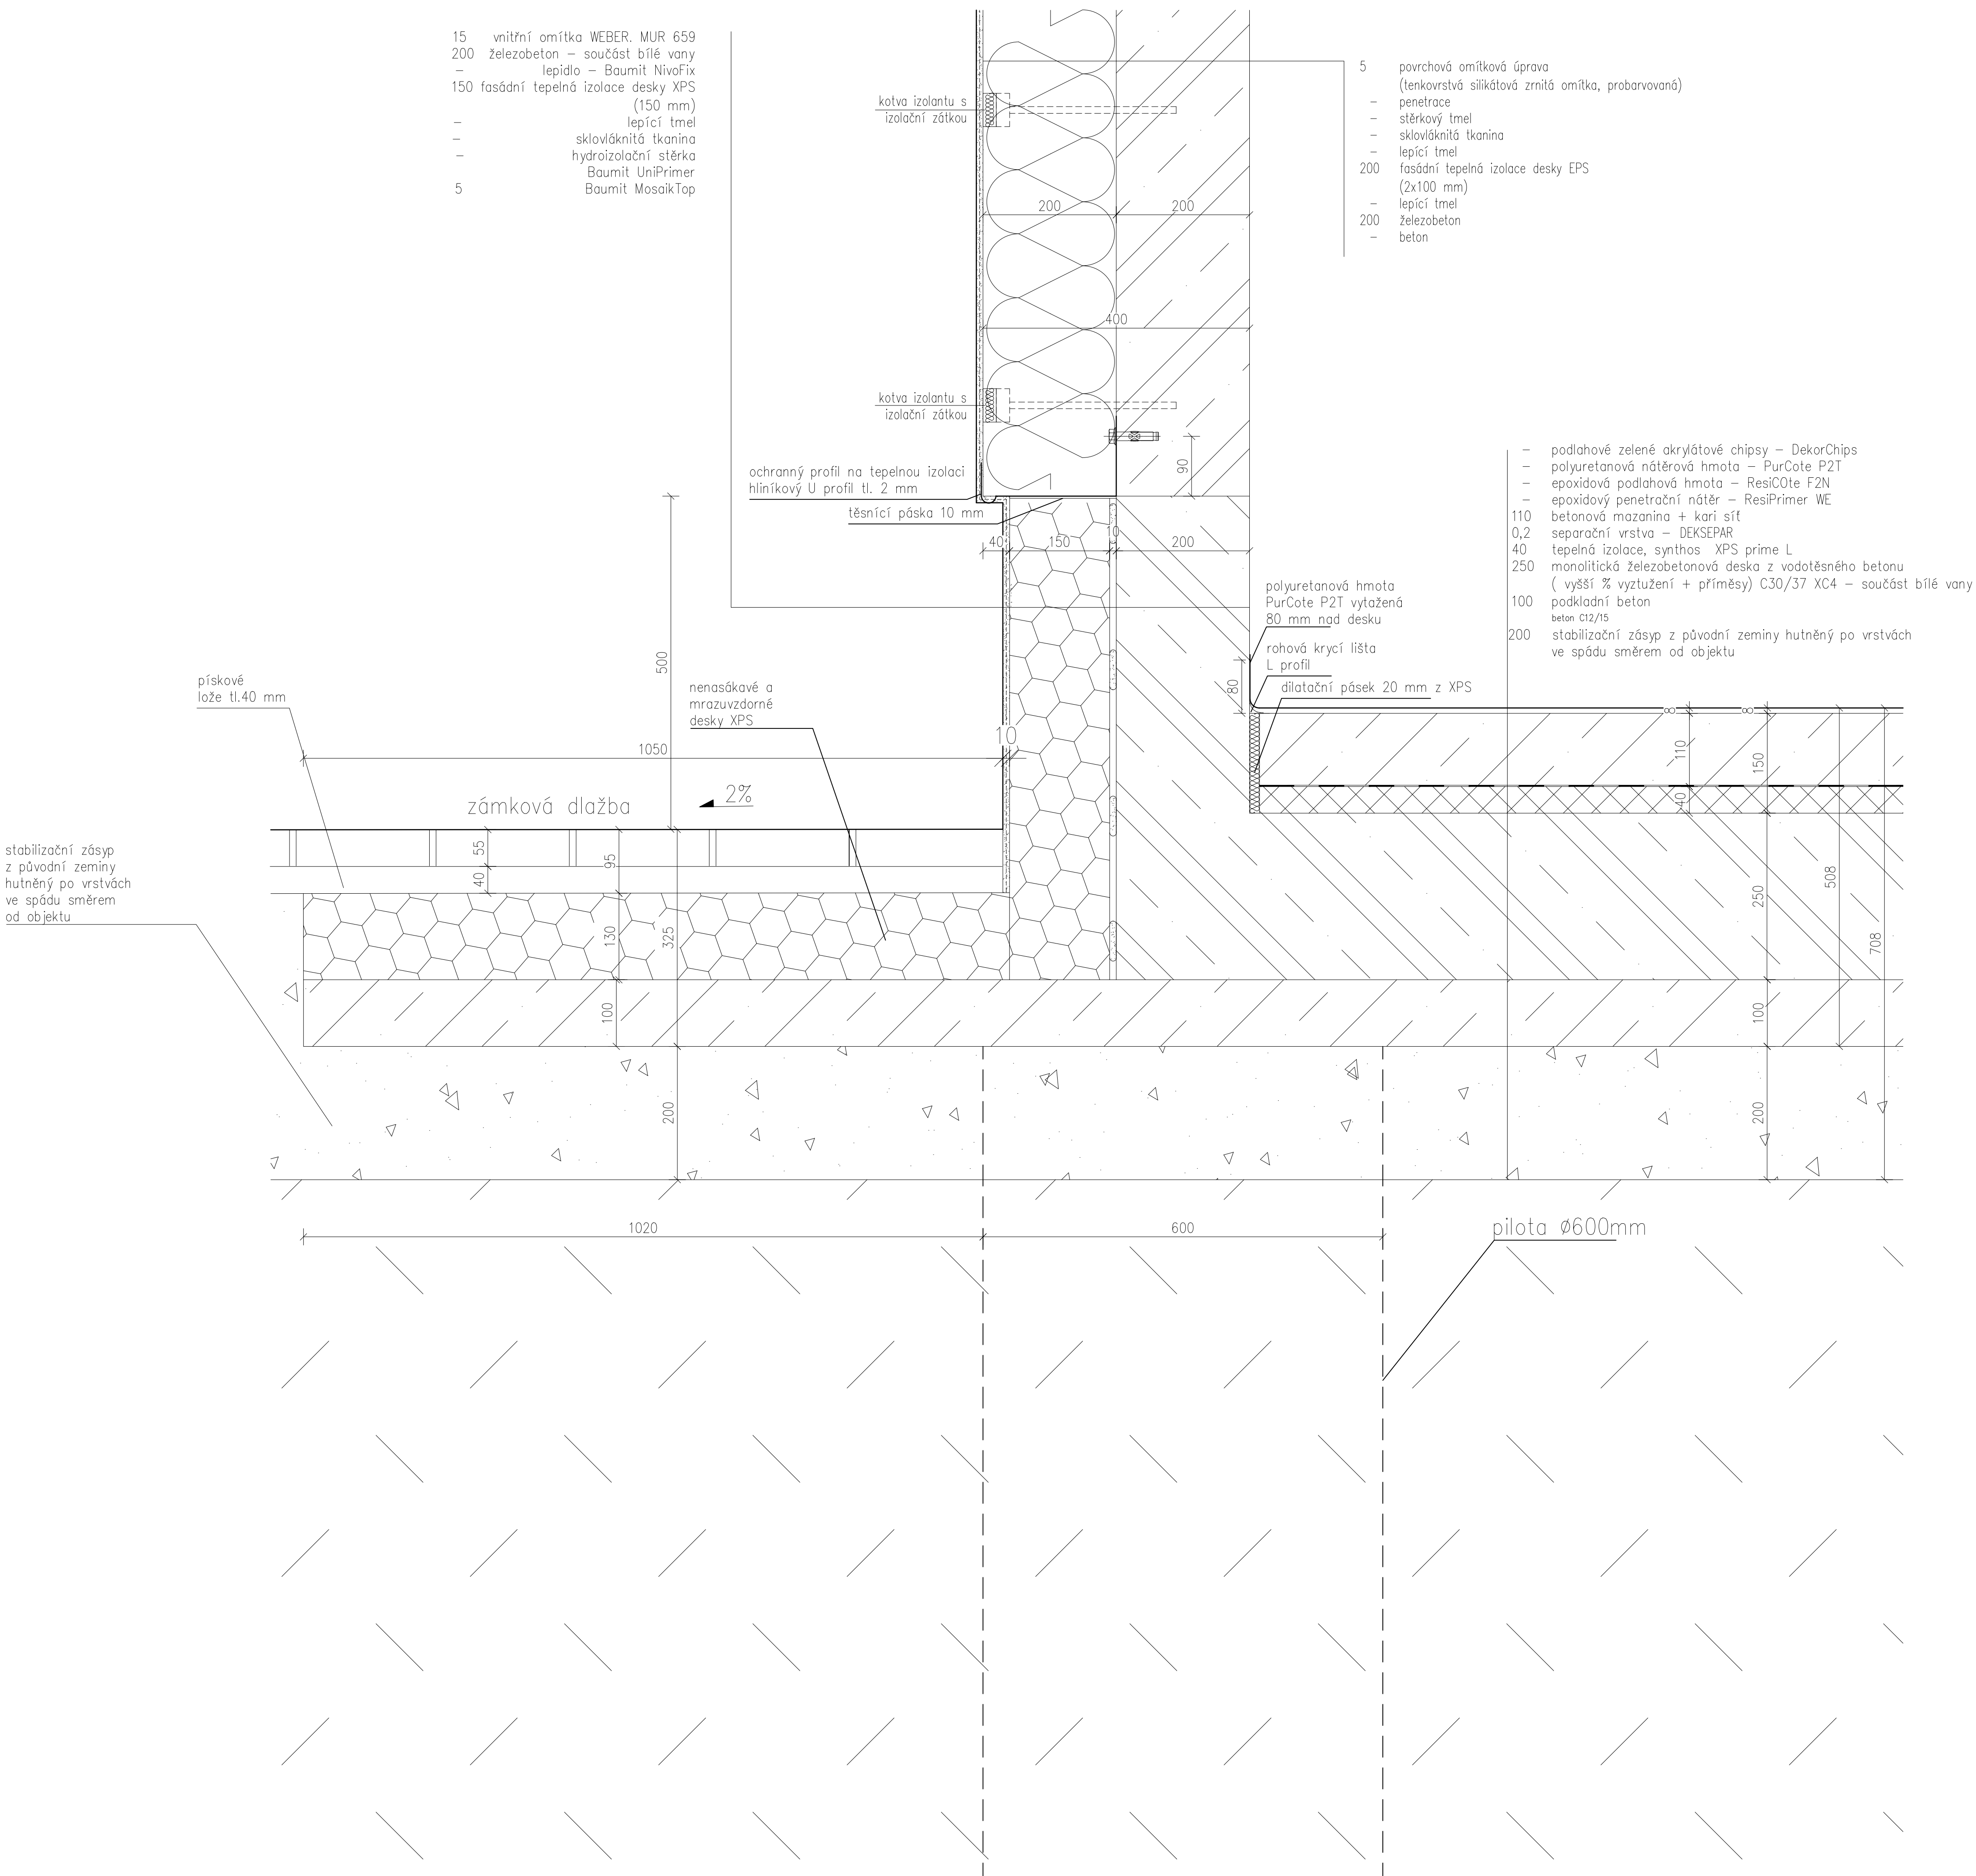 15 vnitřní omítka WEBER. MUR 659
200 železobeton – součást bílé vany
– lepidlo – Baumit NivoFix
150 fasádní tepelná izolace desky XPS
(150 mm)
– lepící tmel
– sklovláknitá tkanina
– hydroizolační stěrka
Baumit UniPrimer
5 Baumit MosaikTop
5 povrchová omítková úprava
(tenkovrstvá silikátová zrnitá omítka, probarvovaná)
– penetrace
– stěrkový tmel
– sklovláknitá tkanina
– lepící tmel
200 fasádní tepelná izolace desky EPS
(2x100 mm)
– lepící tmel
200 železobeton
– beton
kotva izolantu s
izolační zátkou
200
200
400
kotva izolantu s
izolační zátkou
90
ochranný profil na tepelnou izolaci
hliníkový U profil tl. 2 mm
těsnící páska 10 mm
40
150
10
200
– podlahové zelené akrylátové chipsy – DekorChips
– polyuretanová nátěrová hmota – PurCote P2T
– epoxidová podlahová hmota – ResiCOte F2N
– epoxidový penetrační nátěr – ResiPrimer WE
110 betonová mazanina + kari síť
0,2 separační vrstva – DEKSEPAR
40 tepelná izolace, synthos XPS prime L
250 monolitická železobetonová deska z vodotěsného betonu
( vyšší % vyztužení + příměsy) C30/37 XC4 – součást bílé vany
100 podkladní beton
beton C12/15
200 stabilizační zásyp z původní zeminy hutněný po vrstvách
ve spádu směrem od objektu
polyuretanová hmota
PurCote P2T vytažená
80 mm nad desku
rohová krycí lišta
L profil
dilatační pásek 20 mm z XPS
80
500
pískové
lože tl.40 mm
nenasákavé a
mrazuvzdorné
desky XPS
1050
10
zámková dlažba
2%
110
150
40
stabilizační zásyp
z původní zeminy
hutněný po vrstvách
ve spádu směrem
od objektu
55
40
95
130
325
100
200
250
508
708
100
200
1020
600
pilota Ø600mm